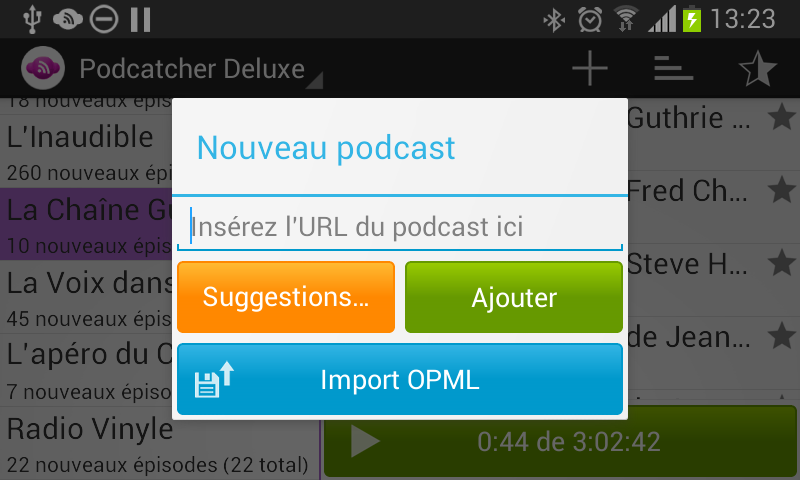 13:23
Podcatcher Deluxe
18 nouveaux épis
L'Inaudible
260 nouveaux épi
La Chaîne Gu
10 nouveaux épis
La Voix dans
45 nouveaux épis
L'apéro du C
7 nouveaux épisod
Radio Vinyle
22 nouveaux épisodes (22 total)
Nouveau podcast
Insérez l'URL du podcast ici
Suggestions...
Ajouter
Import OPML
Guthrie ...
Fred Ch...
Steve H...
de Jean...
0:44 de 3:02:42